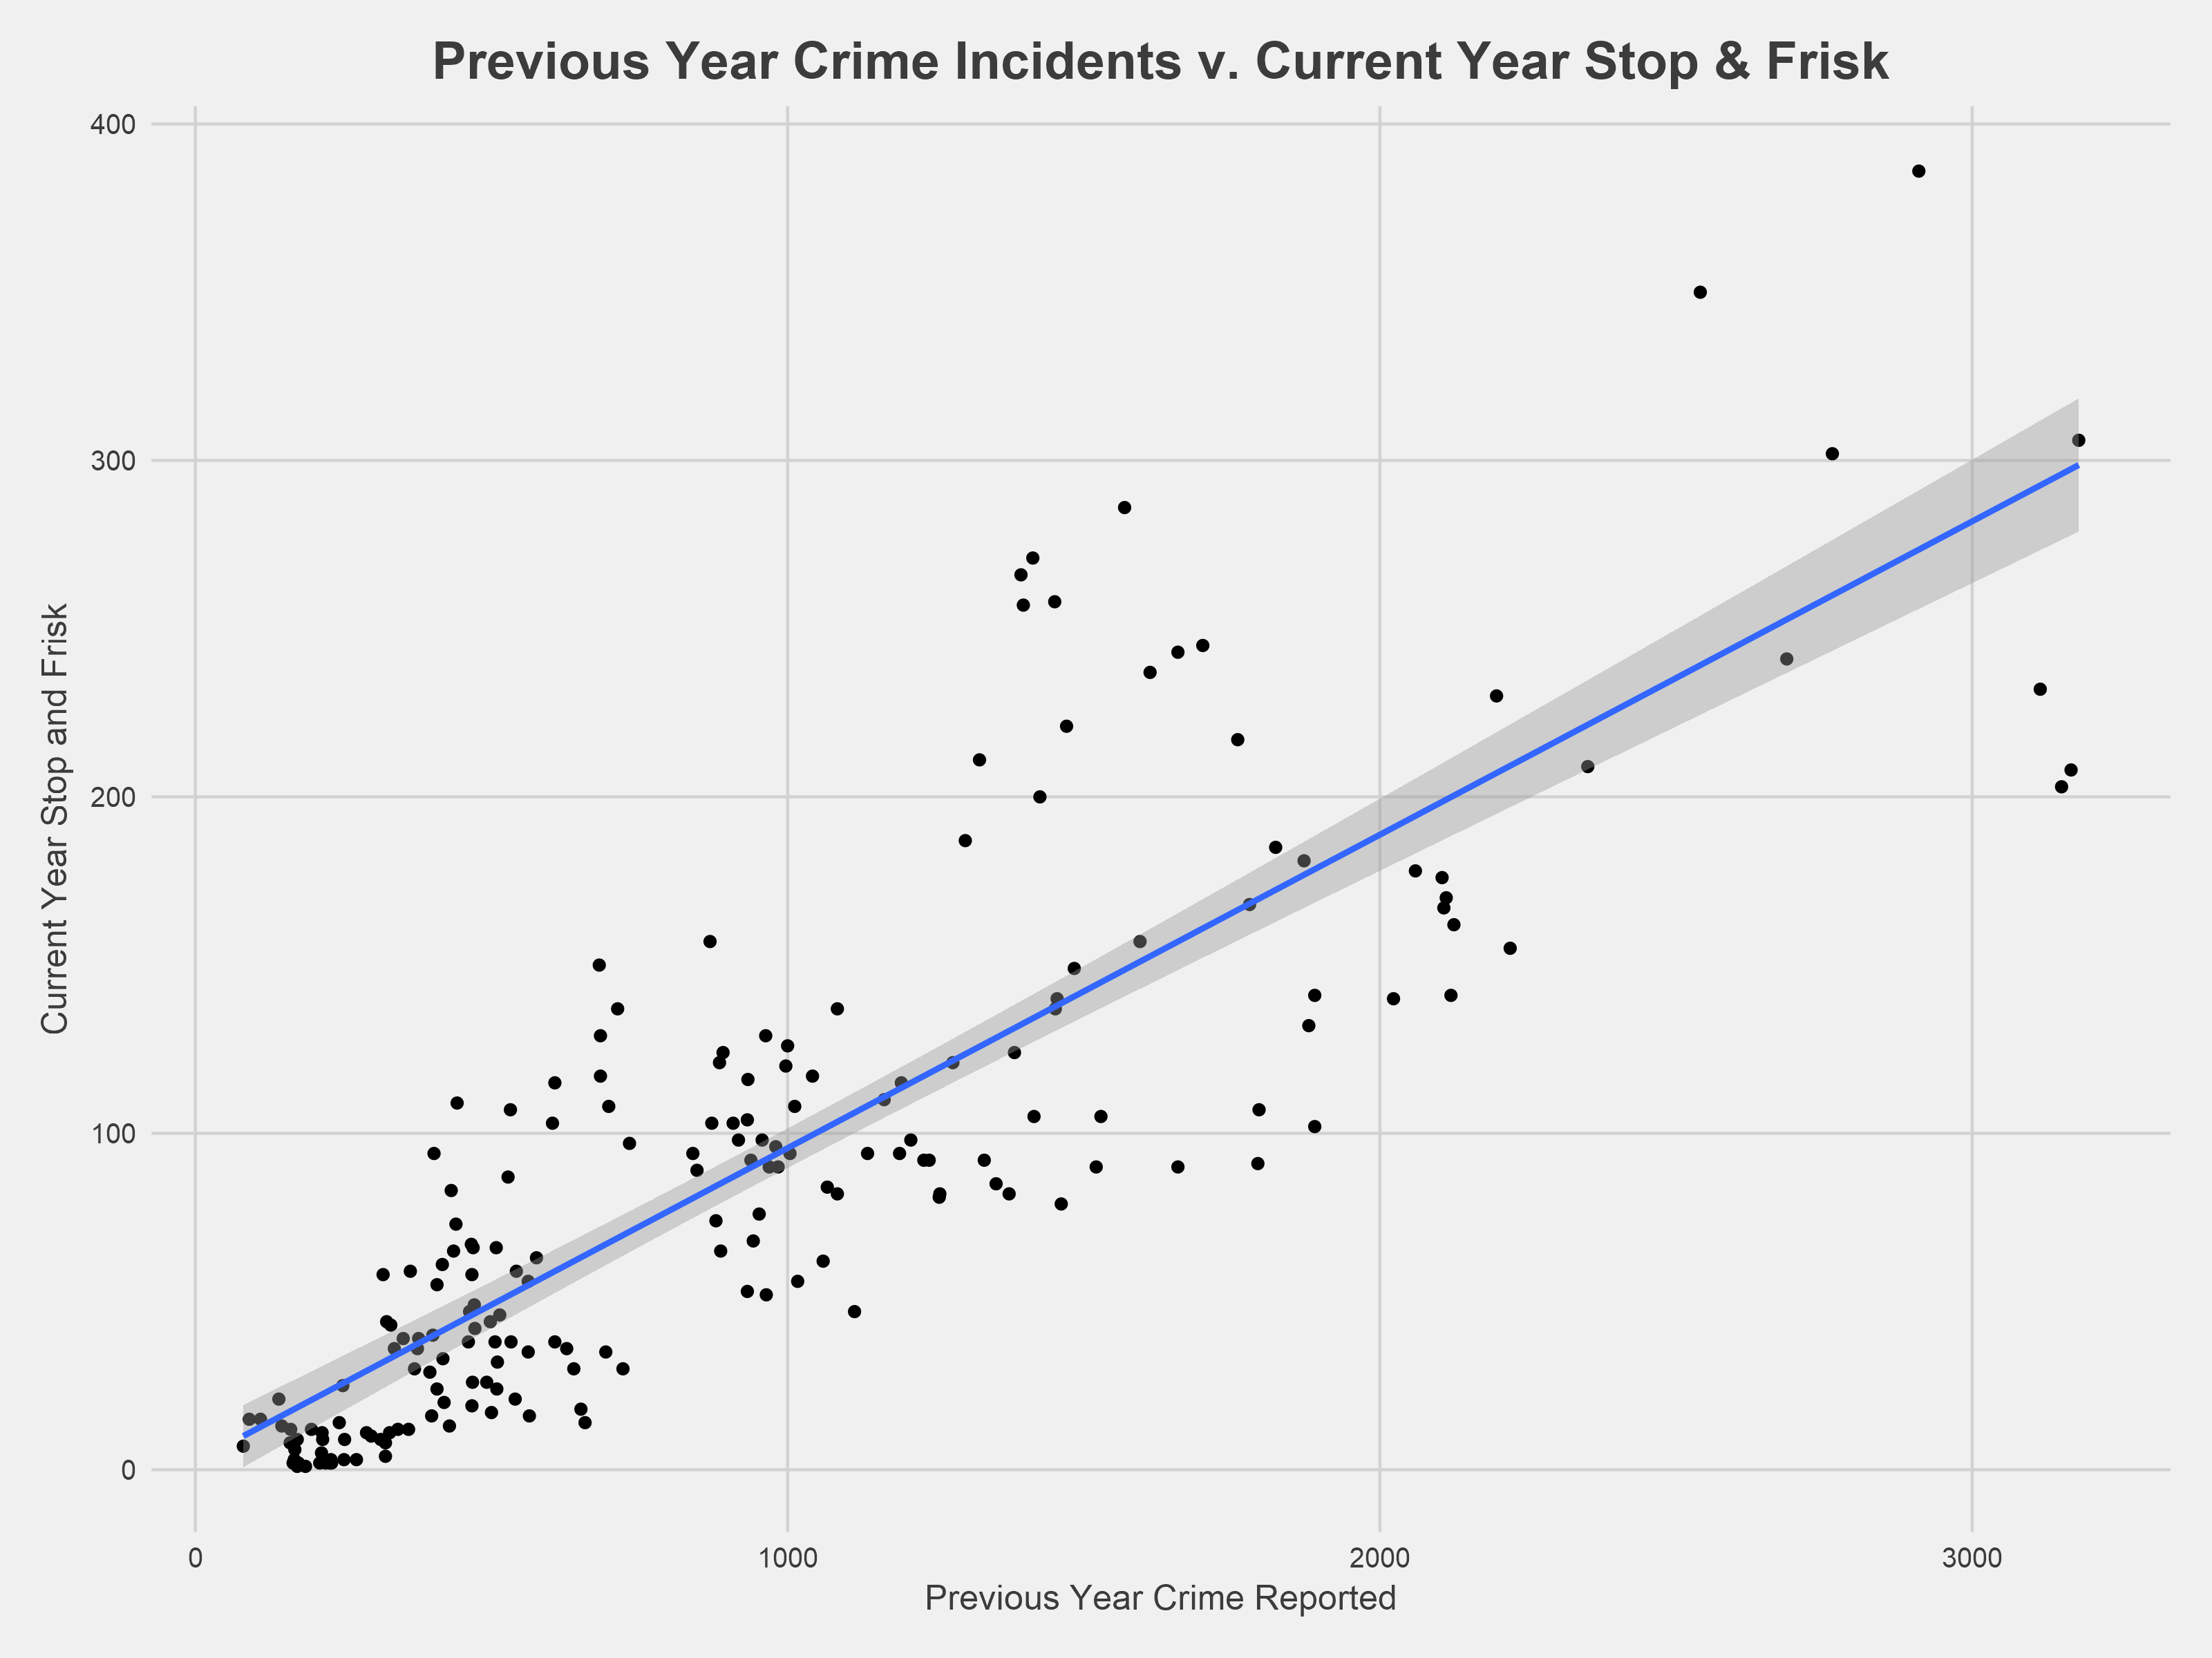 Previous Year Crime Incidents v. Current Year Stop & Frisk
400
300
200
100
0
Current Year Stop and Frisk
0 1000 2000 3000
Previous Year Crime Reported